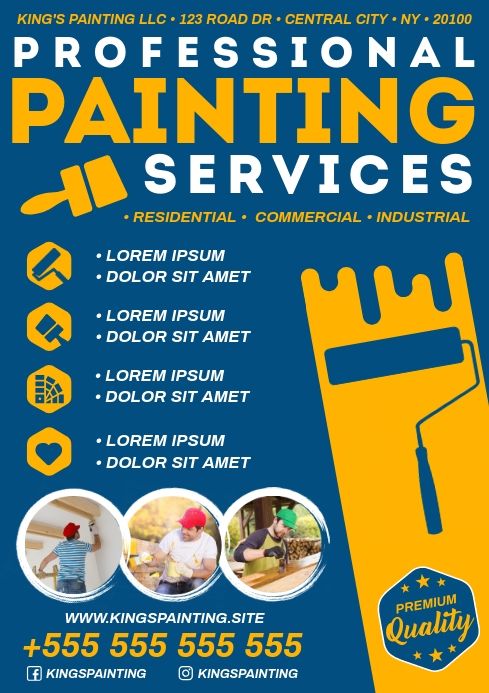 KING'S PAINTING LLC • 123 ROAD DR • CENTRAL CITY • NY • 20100
PROFESSIONAL
PAINTING
SERVICES
• RESIDENTIAL • COMMERCIAL • INDUSTRIAL
• LOREM IPSUM
• DOLOR SIT AMET
• LOREM IPSUM
• DOLOR SIT AMET
• LOREM IPSUM
• DOLOR SIT AMET
• LOREM IPSUM
• DOLOR SIT AMET
PREMIUM
Quality
WWW.KINGSPAINTING.SITE
+555 555 555 555
KINGSPAINTING KINGSPAINTING